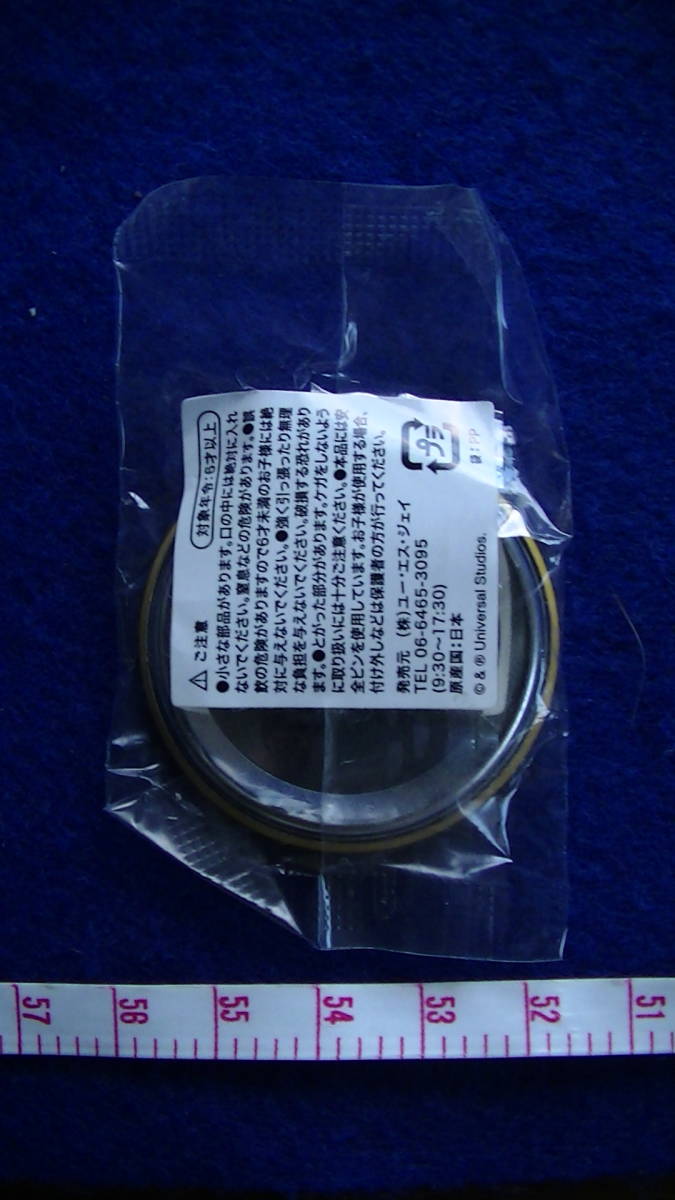 対象年令:6才以上
⚠ ご注意
●小さな部品があります。口の中には絶対に入れ
ないでください。窒息などの危険があります。●誤
飲の危険がありますので6才未満のお子様には絶
対に与えないでください。●強く引っ張ったり無理
な負担を与えないでください。破損する恐れがあり
ます。●とがった部分があります。ケガをしないよう
に取り扱いには十分ご注意ください。●本品には安
全ピンを使用しています。お子様が使用する場合、
付け外しなどは保護者の方が行ってください。
発売元 (株)ユー・エス・ジェイ
TEL 06-6465-3095
(9:30~17:30)
原産国:日本
プラ
袋:PP
© & ® Universal Studios.
57 56 55 54 53 52 51